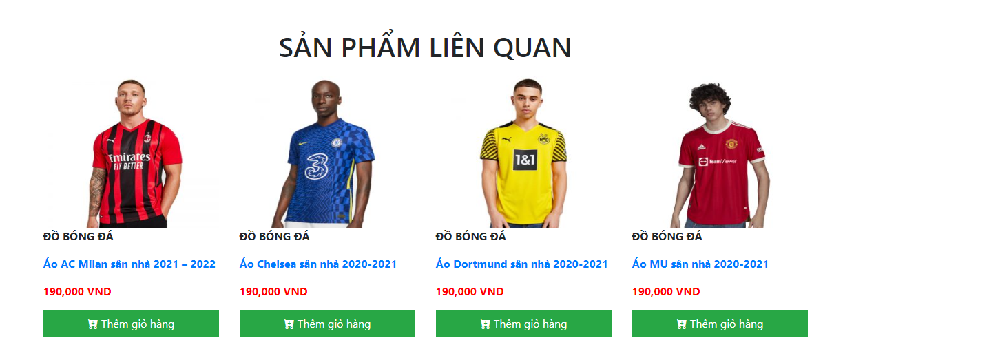 SẢN PHẨM LIÊN QUAN
Emirates
FLY BETTER
3
BVB
09
1&1
TeamViewer
ĐỒ BÓNG ĐÁ
Áo AC Milan sân nhà 2021 – 2022
190,000 VND
Thêm giỏ hàng
ĐỒ BÓNG ĐÁ
Áo Chelsea sân nhà 2020-2021
190,000 VND
Thêm giỏ hàng
ĐỒ BÓNG ĐÁ
Áo Dortmund sân nhà 2020-2021
190,000 VND
Thêm giỏ hàng
ĐỒ BÓNG ĐÁ
Áo MU sân nhà 2020-2021
190,000 VND
Thêm giỏ hàng